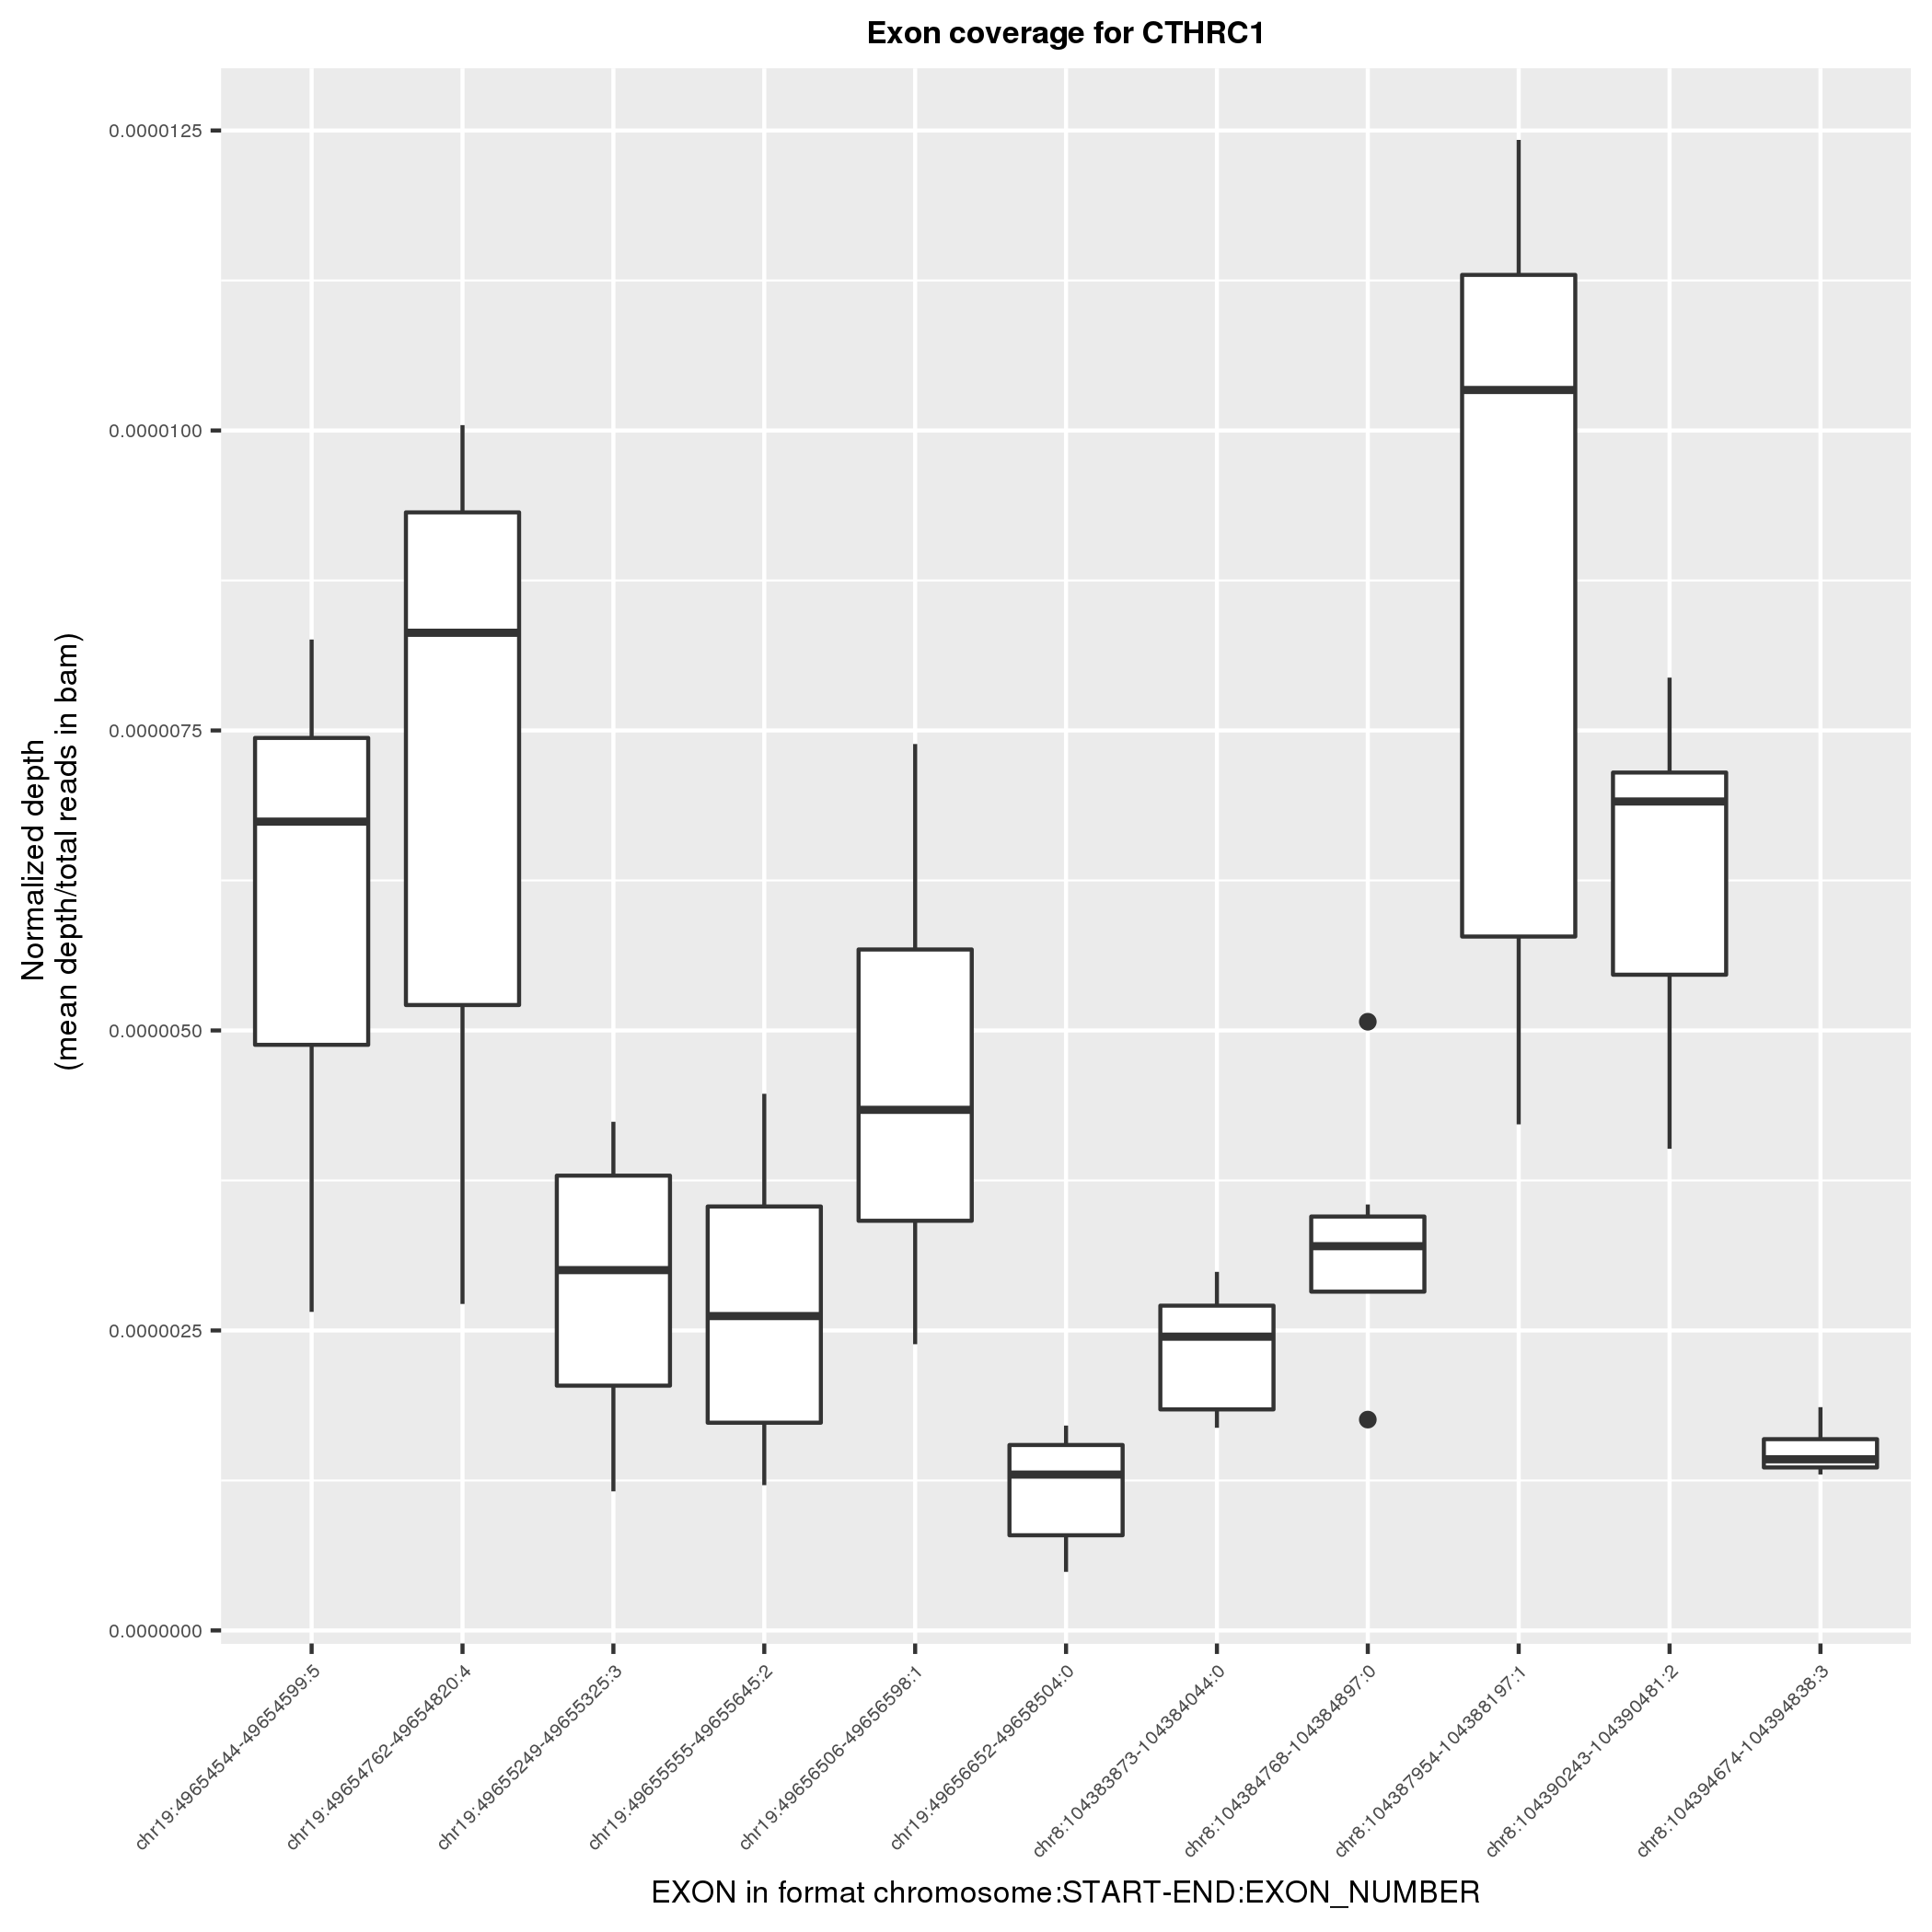 Exon coverage for CTHRC1
0.0000125
0.0000100
0.0000075
0.0000050
0.0000025
0.0000000
Normalized depth
(mean depth/total reads in bam)
chr19:49654544-49654599:5
chr19:49654762-49654820:4
chr19:49655249-49655325:3
chr19:49655555-49655645:2
chr19:49656506-49656598:1
chr19:49656652-49658504:0
chr8:104383873-104384044:0
chr8:104384768-104384897:0
chr8:104387954-104388197:1
chr8:104390243-104390481:2
chr8:104394674-104394838:3
EXON in format chromosome:START-END:EXON_NUMBER